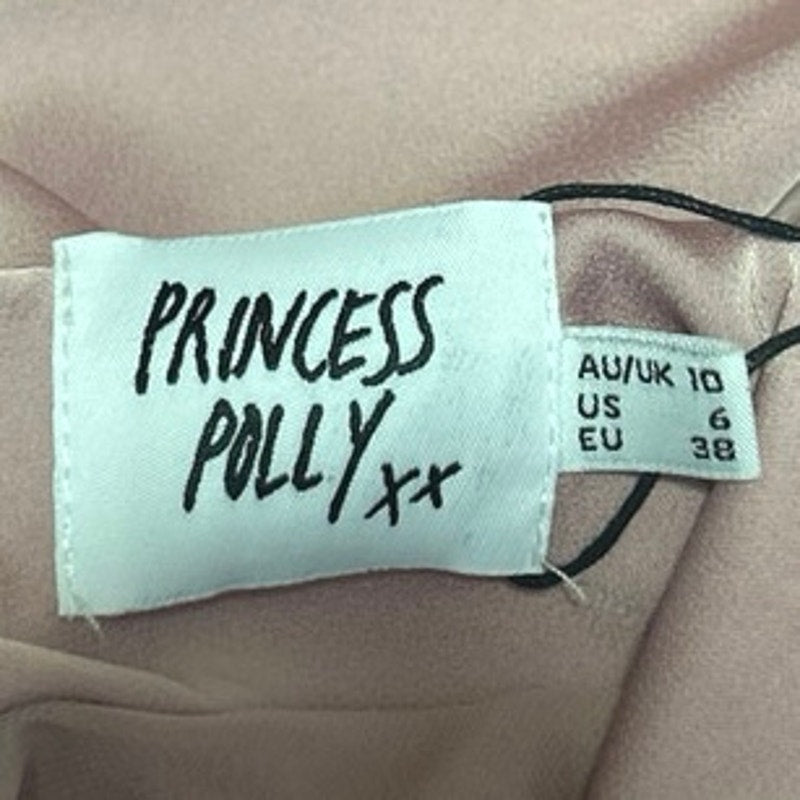 PRINCESS
POLLY xx
AU/UK 10
US 6
EU 38